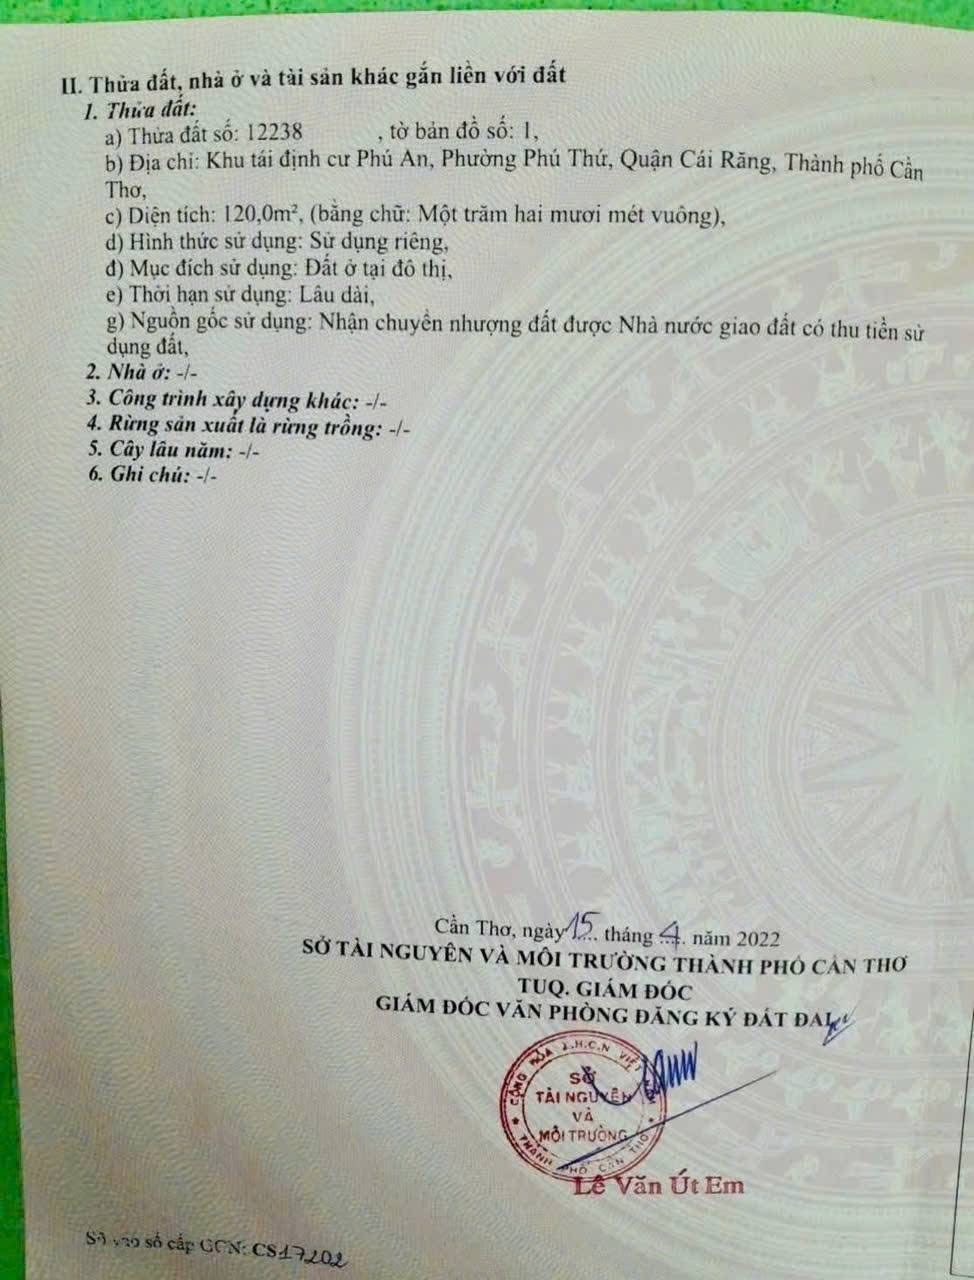 II. Thửa đất, nhà ở và tài sản khác gắn liền với đất
1. Thửa đất:
a) Thửa đất số: 12238 , tờ bản đồ số: 1,
b) Địa chỉ: Khu tái định cư Phú An, Phường Phú Thứ, Quận Cái Răng, Thành phố Cần
Thơ,
c) Diện tích: 120,0m², (bằng chữ: Một trăm hai mươi mét vuông),
d) Hình thức sử dụng: Sử dụng riêng,
đ) Mục đích sử dụng: Đất ở tại đô thị,
e) Thời hạn sử dụng: Lâu dài,
g) Nguồn gốc sử dụng: Nhận chuyển nhượng đất được Nhà nước giao đất có thu tiền sử
dụng đất,
2. Nhà ở: -/-
3. Công trình xây dựng khác: -/-
4. Rừng sản xuất là rừng trồng: -/-
5. Cây lâu năm: -/-
6. Ghi chú: -/-
Cần Thơ, ngày 15 tháng 4 năm 2022
SỞ TÀI NGUYÊN VÀ MÔI TRƯỜNG THÀNH PHỐ CẦN THƠ
TUQ. GIÁM ĐỐC
GIÁM ĐỐC VĂN PHÒNG ĐĂNG KÝ ĐẤT ĐAI
CỘNG HÒA X.H.C.N VIỆT NAM
SỞ
TÀI NGUYÊN
VÀ
MÔI TRƯỜNG
THÀNH PHỐ CẦN THƠ
Lê Văn Út Em
Số vào sổ cấp GCN: CS17202